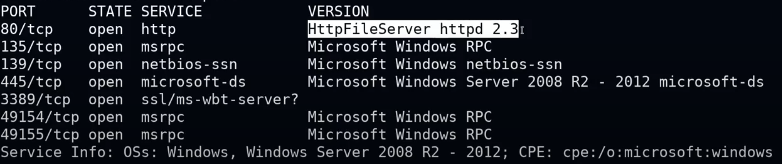 PORT STATE SERVICE VERSION
80/tcp open http HttpFileServer httpd 2.3
135/tcp open msrpc Microsoft Windows RPC
139/tcp open netbios-ssn Microsoft Windows netbios-ssn
445/tcp open microsoft-ds Microsoft Windows Server 2008 R2 - 2012 microsoft-ds
3389/tcp open ssl/ms-wbt-server?
49154/tcp open msrpc Microsoft Windows RPC
49155/tcp open msrpc Microsoft Windows RPC
Service Info: OSs: Windows, Windows Server 2008 R2 - 2012; CPE: cpe:/o:microsoft:windows